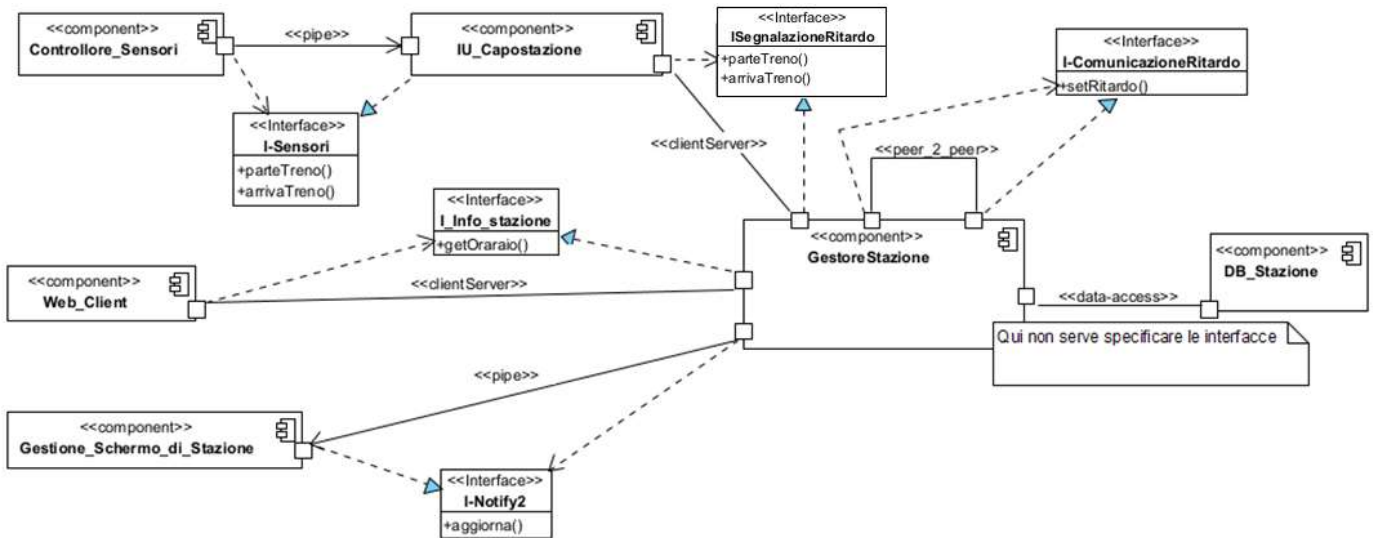 <<component>>
Controllore_Sensori
<<pipe>>
<<component>>
IU_Capostazione
<<Interface>>
ISegnalazioneRitardo
+parteTreno()
+arrivaTreno()
<<Interface>>
I-ComunicazioneRitardo
+setRitardo()
<<Interface>>
I-Sensori
+parteTreno()
+arrivaTreno()
<<clientServer>>
<<peer_2_peer>>
<<Interface>>
I_Info_stazione
+getOraraio()
<<component>>
GestoreStazione
<<component>>
DB_Stazione
<<component>>
Web_Client
<<clientServer>>
<<data-access>>
Qui non serve specificare le interfacce
<<pipe>>
<<component>>
Gestione_Schermo_di_Stazione
<<Interface>>
I-Notify2
+aggiorna()